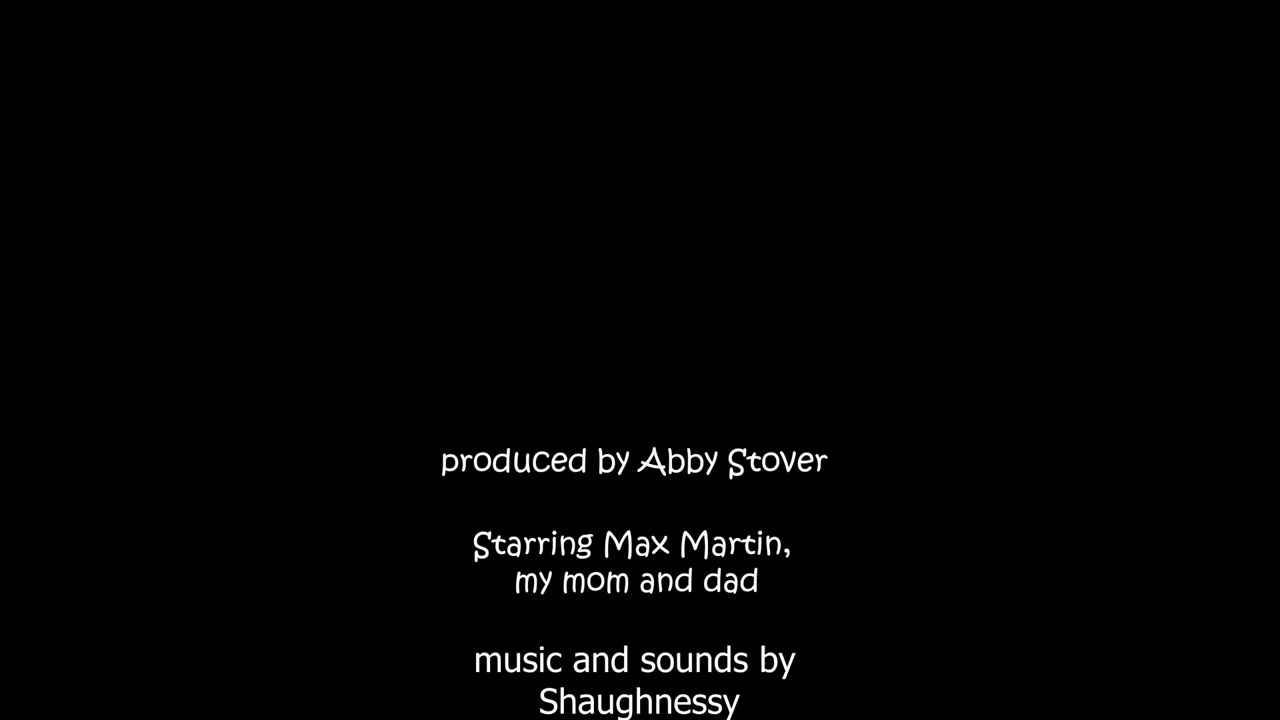 produced by Abby Stover
Starring Max Martin,
my mom and dad
music and sounds by
Shaughnessy